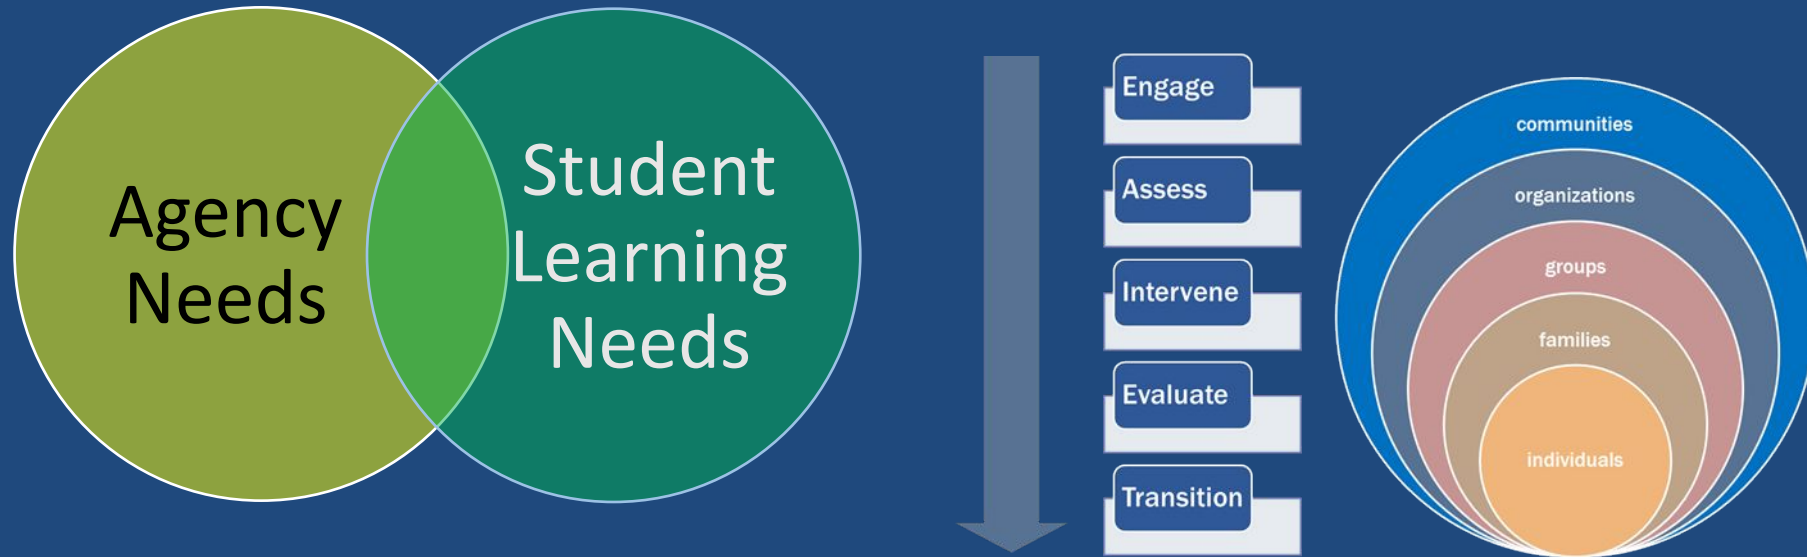 Agency
Needs
Student
Learning
Needs
Engage
Assess
Intervene
Evaluate
Transition
communities
organizations
groups
families
individuals